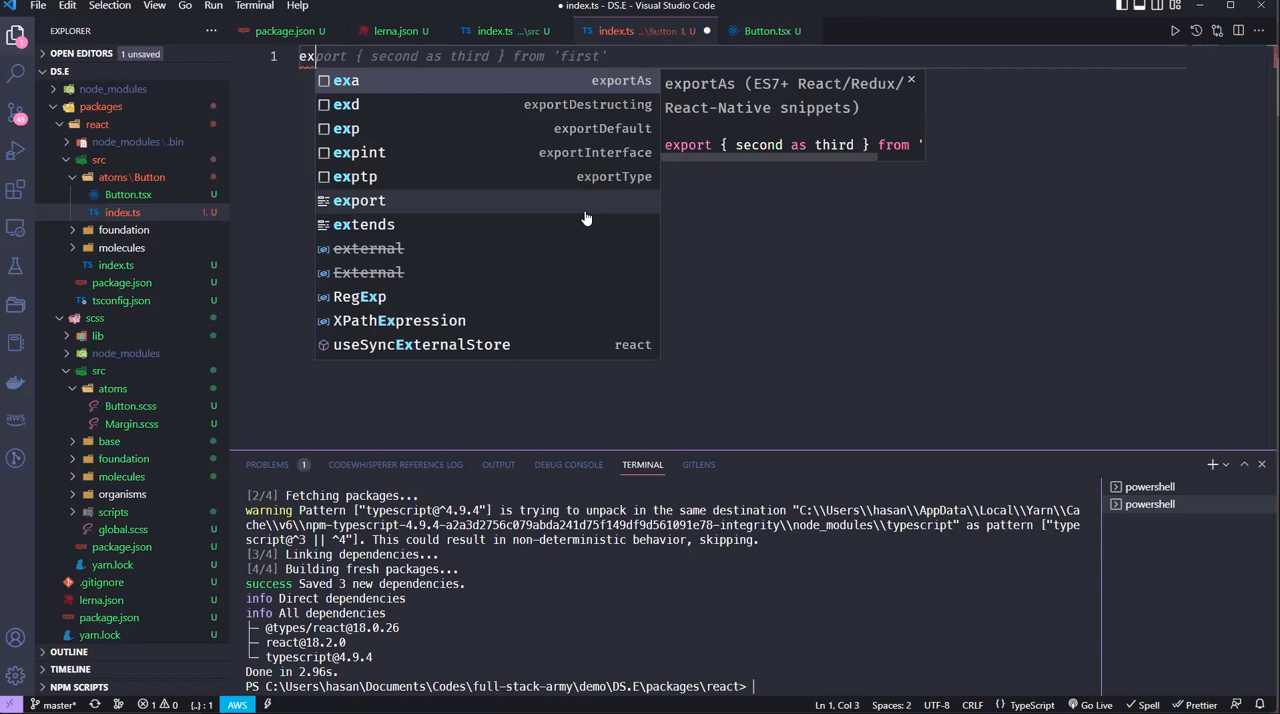 File Edit Selection View Go Run Terminal Help
● index.ts - DS.E - Visual Studio Code
EXPLORER ···
package.json U
lerna.json U
index.ts ...\src U
index.ts ...\Button 1, U
Button.tsx U
OPEN EDITORS 1 unsaved
DS.E
node_modules
packages
react
node_modules\.bin
src
atoms\Button
Button.tsx U
index.ts 1, U
foundation
molecules
index.ts U
package.json U
tsconfig.json U
scss
lib
node_modules
src
atoms
Button.scss U
Margin.scss U
base
foundation
molecules
organisms
scripts
global.scss U
package.json U
yarn.lock U
.gitignore U
lerna.json U
package.json U
yarn.lock U
OUTLINE
TIMELINE
NPM SCRIPTS
1
45
1 export { second as third } from 'first'
exa exportAs
exd exportDestructing
exp exportDefault
expint exportInterface
exptp exportType
export
extends
external
External
RegExp
XPathExpression
useSyncExternalStore react
exportAs (ES7+ React/Redux/
React-Native snippets)
export { second as third } from '
PROBLEMS 1 CODEWHISPERER REFERENCE LOG OUTPUT DEBUG CONSOLE TERMINAL GITLENS
[2/4] Fetching packages...
warning Pattern ["typescript@^4.9.4"] is trying to unpack in the same destination "C:\\Users\\hasan\\AppData\\Local\\Yarn\\Ca
che\\v6\\npm-typescript-4.9.4-a2a3d2756c079abda241d75f149df9d561091e78-integrity\\node_modules\\typescript" as pattern ["type
script@^3 || ^4"]. This could result in non-deterministic behavior, skipping.
[3/4] Linking dependencies...
[4/4] Building fresh packages...
success Saved 3 new dependencies.
info Direct dependencies
info All dependencies
├─ @types/react@18.0.26
├─ react@18.2.0
└─ typescript@4.9.4
Done in 2.96s.
PS C:\Users\hasan\Documents\Codes\full-stack-army\demo\DS.E\packages\react>
powershell
powershell
aws
master* 1 0 {..}: 1 AWS
Ln 1, Col 3 Spaces: 2 UTF-8 CRLF {} TypeScript Go Live Spell Prettier